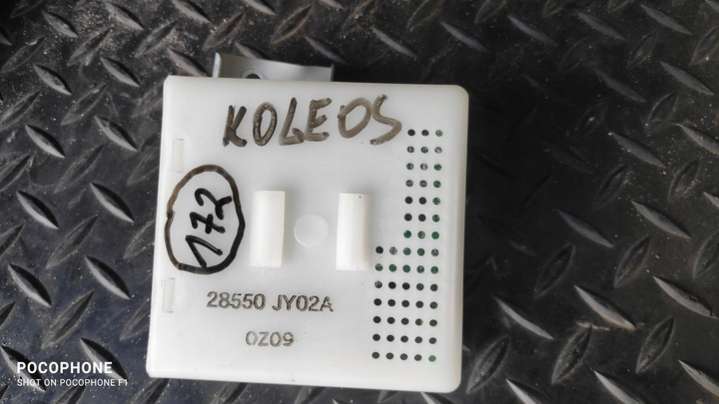 KOLEOS
172
28550 JY02A
0Z09
POCOPHONE
SHOT ON POCOPHONE F1